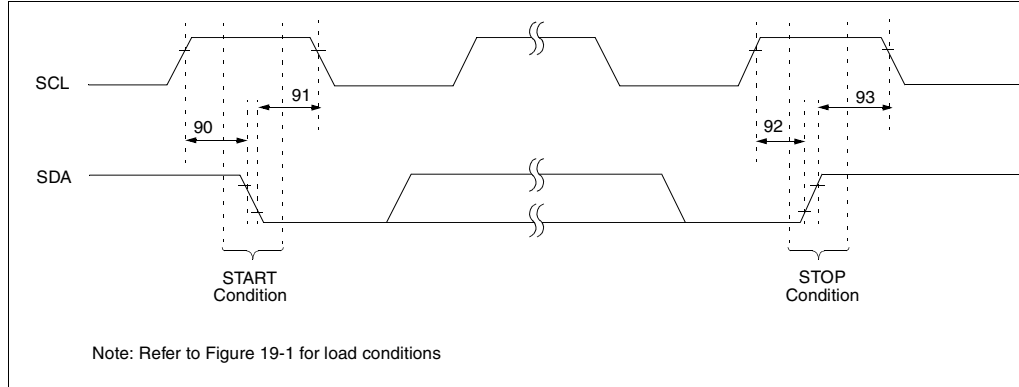 SCL
91
93
90
92
SDA
START
Condition
STOP
Condition
Note: Refer to Figure 19-1 for load conditions